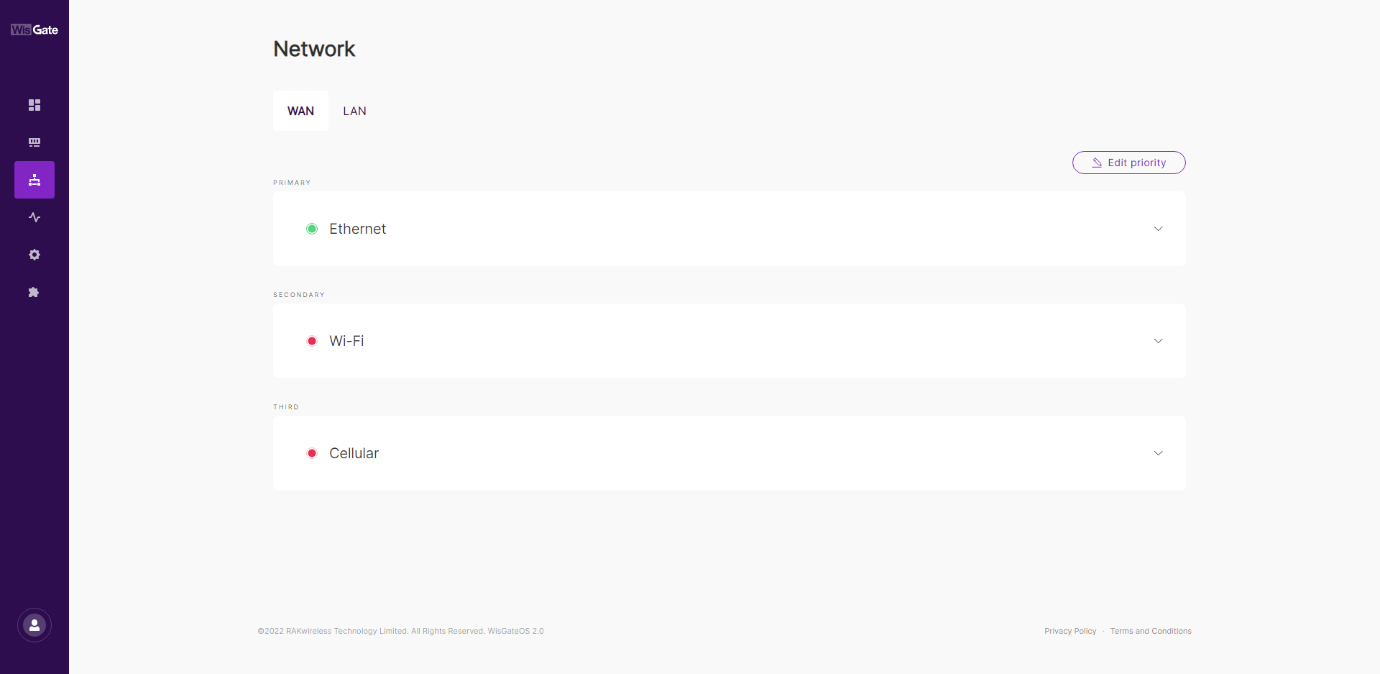 WisGate
Network
WAN LAN
Edit priority
PRIMARY
Ethernet
SECONDARY
Wi-Fi
THIRD
Cellular
©2022 RAKwireless Technology Limited. All Rights Reserved. WisGateOS 2.0
Privacy Policy · Terms and Conditions